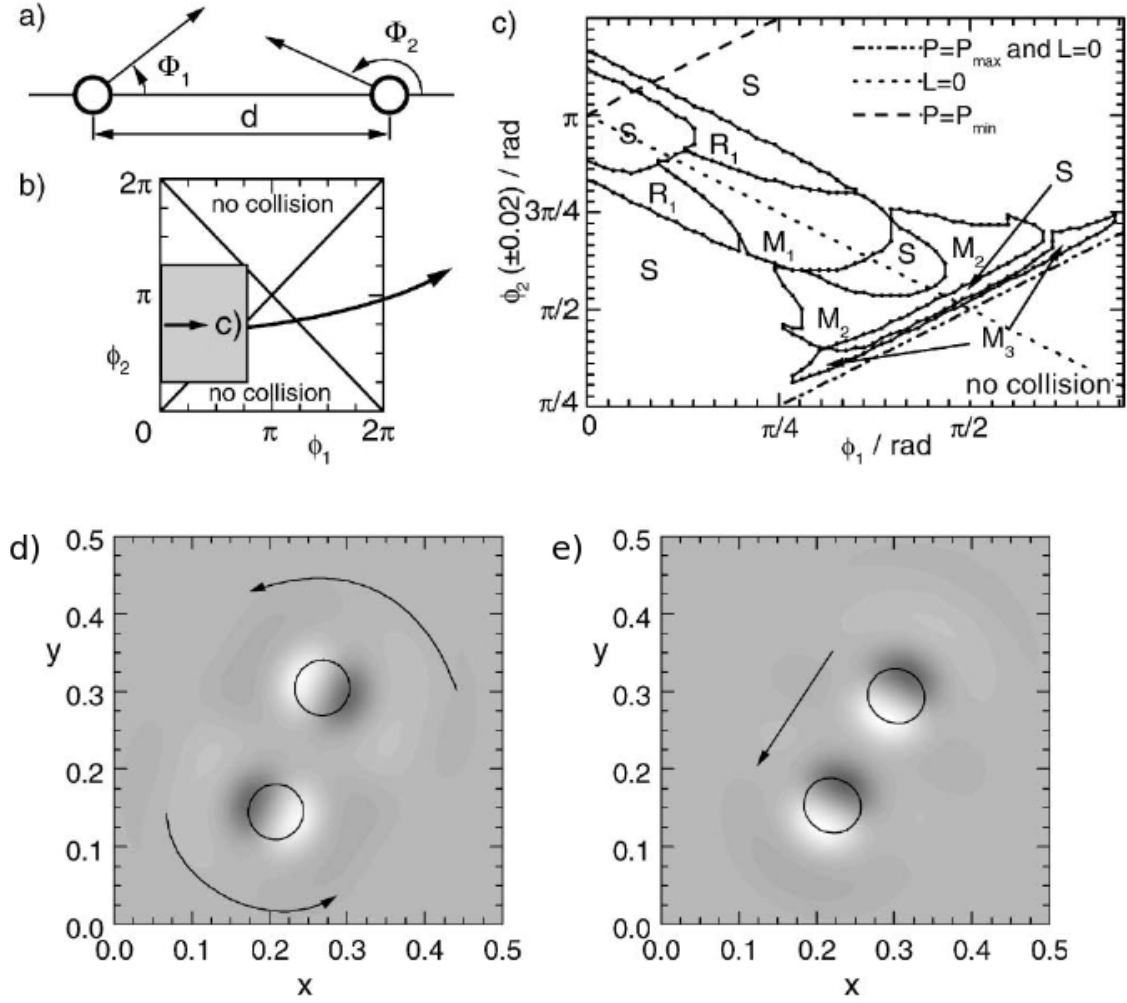 a)
Φ1
Φ2
d
b)
2π
no collision
π
c)
ϕ2
no collision
0
π
2π
ϕ1
c)
P=Pmax and L=0
L=0
P=Pmin
S
π
S
R1
S
ϕ2 (±0.02) / rad
3π/4
R1
M1
S
M2
S
π/2
M2
M3
no collision
π/4
0
π/4
π/2
ϕ1 / rad
d)
0.5
0.4
y
0.3
0.2
0.1
0.0
0.0
0.1
0.2
0.3
0.4
0.5
x
e)
0.5
0.4
y
0.3
0.2
0.1
0.0
0.0
0.1
0.2
0.3
0.4
0.5
x